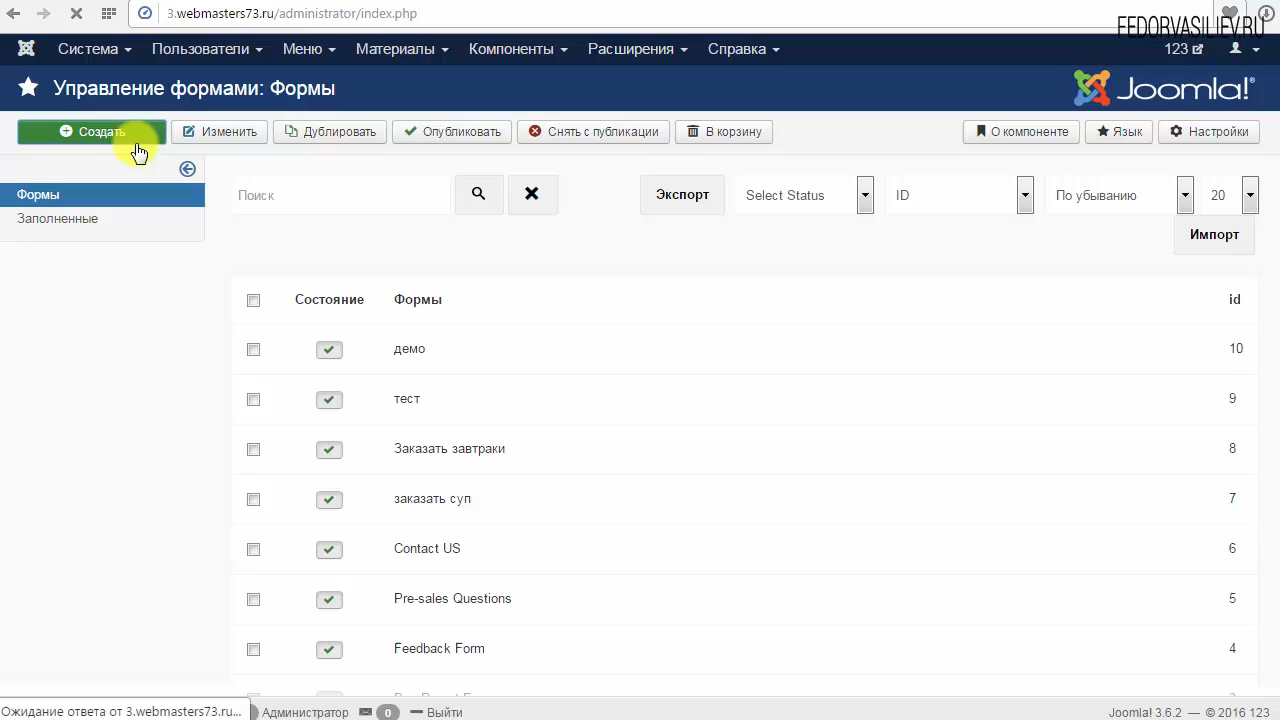 3.webmasters73.ru/administrator/index.php
FEDORVASILIEV.RU
Система Пользователи Меню Материалы Компоненты Расширения Справка 123
Управление формами: Формы
Joomla!®
Создать Изменить Дублировать Опубликовать Снять с публикации В корзину О компоненте Язык Настройки
Формы
Заполненные
Поиск Экспорт Select Status ID По убыванию 20
Импорт
Состояние Формы id
демо 10
тест 9
Заказать завтраки 8
заказать суп 7
Contact US 6
Pre-sales Questions 5
Feedback Form 4
Ожидание ответа от 3.webmasters73.ru... Администратор 0 Выйти Joomla! 3.6.2 — © 2016 123